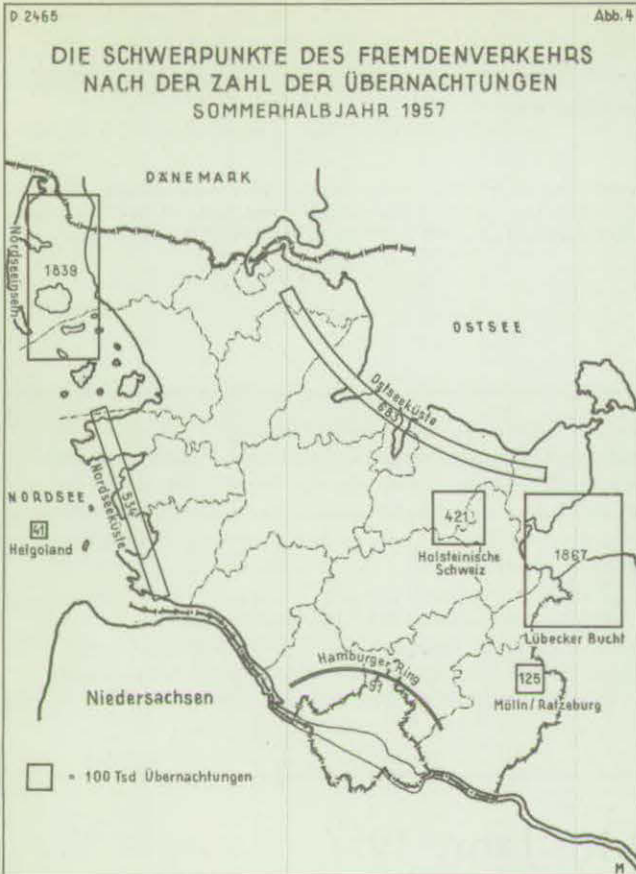 D 2465
Abb. 4
DIE SCHWERPUNKTE DES FREMDENVERKEHRS
NACH DER ZAHL DER ÜBERNACHTUNGEN
SOMMERHALBJAHR 1957
DÄNEMARK
Nordseeinseln
1839
OSTSEE
Ostseeküste
683
NORDSEE
Nordseeküste
534
41
Helgoland
421
Holsteinische
Schweiz
1867
Lübecker Bucht
Hamburger Ring
91
125
Mölln/Ratzeburg
Niedersachsen
= 100 Tsd Übernachtungen
M